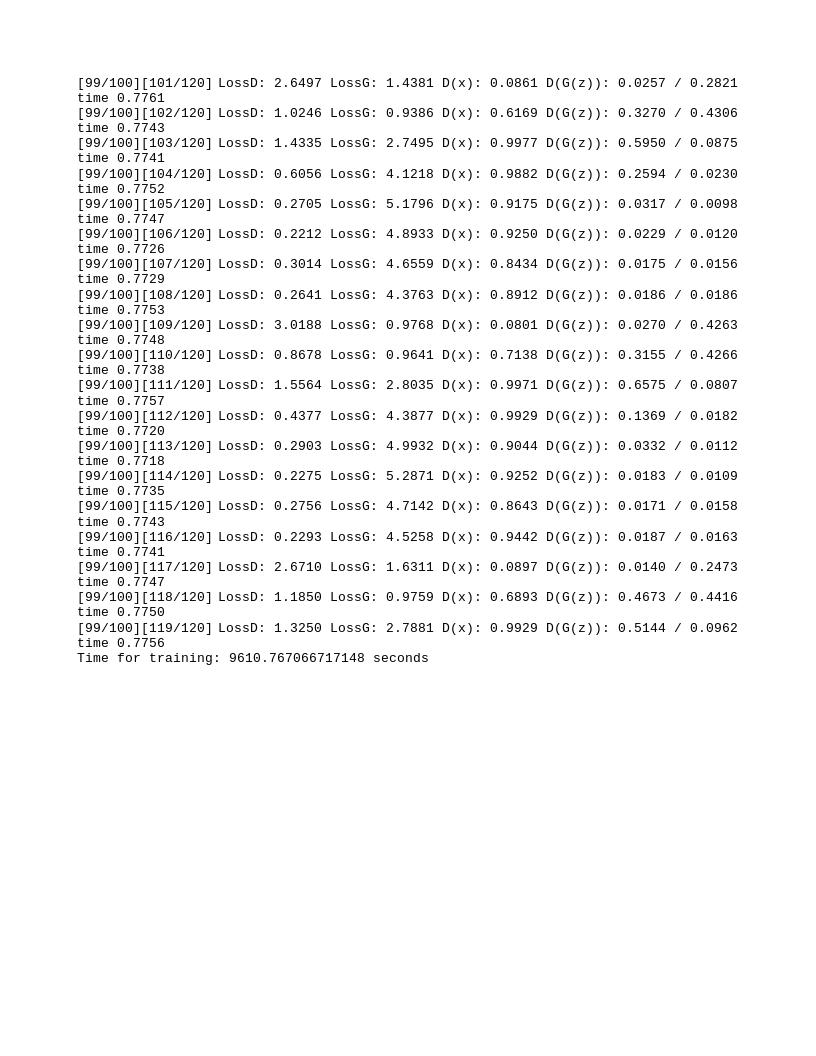 [99/100][101/120] LossD: 2.6497 LossG: 1.4381 D(x): 0.0861 D(G(z)): 0.0257 / 0.2821
time 0.7761
[99/100][102/120] LossD: 1.0246 LossG: 0.9386 D(x): 0.6169 D(G(z)): 0.3270 / 0.4306
time 0.7743
[99/100][103/120] LossD: 1.4335 LossG: 2.7495 D(x): 0.9977 D(G(z)): 0.5950 / 0.0875
time 0.7741
[99/100][104/120] LossD: 0.6056 LossG: 4.1218 D(x): 0.9882 D(G(z)): 0.2594 / 0.0230
time 0.7752
[99/100][105/120] LossD: 0.2705 LossG: 5.1796 D(x): 0.9175 D(G(z)): 0.0317 / 0.0098
time 0.7747
[99/100][106/120] LossD: 0.2212 LossG: 4.8933 D(x): 0.9250 D(G(z)): 0.0229 / 0.0120
time 0.7726
[99/100][107/120] LossD: 0.3014 LossG: 4.6559 D(x): 0.8434 D(G(z)): 0.0175 / 0.0156
time 0.7729
[99/100][108/120] LossD: 0.2641 LossG: 4.3763 D(x): 0.8912 D(G(z)): 0.0186 / 0.0186
time 0.7753
[99/100][109/120] LossD: 3.0188 LossG: 0.9768 D(x): 0.0801 D(G(z)): 0.0270 / 0.4263
time 0.7748
[99/100][110/120] LossD: 0.8678 LossG: 0.9641 D(x): 0.7138 D(G(z)): 0.3155 / 0.4266
time 0.7738
[99/100][111/120] LossD: 1.5564 LossG: 2.8035 D(x): 0.9971 D(G(z)): 0.6575 / 0.0807
time 0.7757
[99/100][112/120] LossD: 0.4377 LossG: 4.3877 D(x): 0.9929 D(G(z)): 0.1369 / 0.0182
time 0.7720
[99/100][113/120] LossD: 0.2903 LossG: 4.9932 D(x): 0.9044 D(G(z)): 0.0332 / 0.0112
time 0.7718
[99/100][114/120] LossD: 0.2275 LossG: 5.2871 D(x): 0.9252 D(G(z)): 0.0183 / 0.0109
time 0.7735
[99/100][115/120] LossD: 0.2756 LossG: 4.7142 D(x): 0.8643 D(G(z)): 0.0171 / 0.0158
time 0.7743
[99/100][116/120] LossD: 0.2293 LossG: 4.5258 D(x): 0.9442 D(G(z)): 0.0187 / 0.0163
time 0.7741
[99/100][117/120] LossD: 2.6710 LossG: 1.6311 D(x): 0.0897 D(G(z)): 0.0140 / 0.2473
time 0.7747
[99/100][118/120] LossD: 1.1850 LossG: 0.9759 D(x): 0.6893 D(G(z)): 0.4673 / 0.4416
time 0.7750
[99/100][119/120] LossD: 1.3250 LossG: 2.7881 D(x): 0.9929 D(G(z)): 0.5144 / 0.0962
time 0.7756
Time for training: 9610.767066717148 seconds